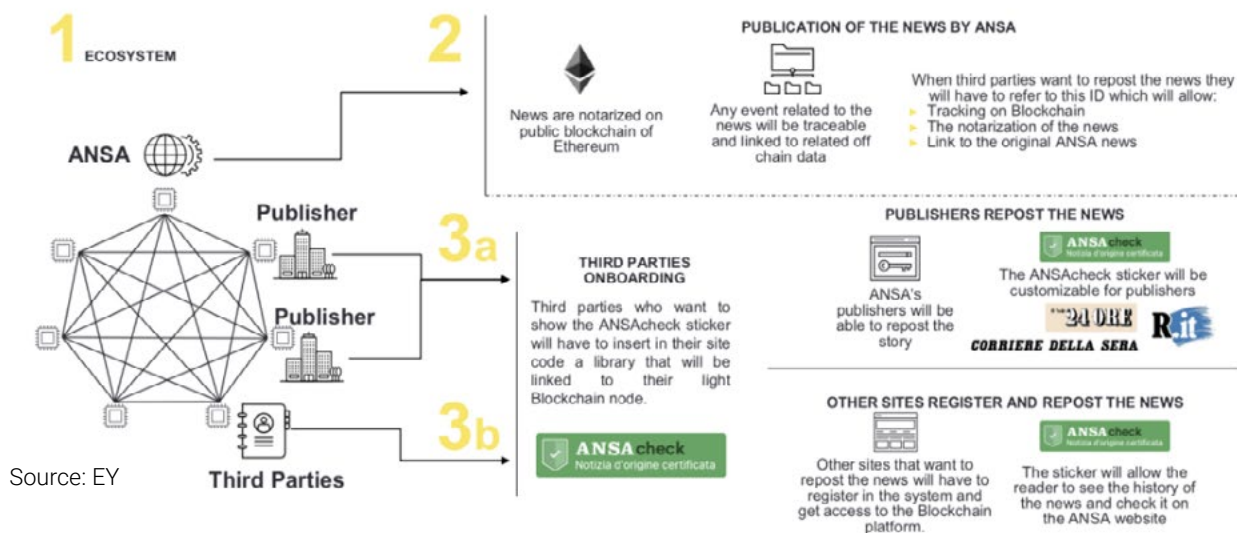 1 ECOSYSTEM
ANSA
Publisher
Publisher
Third Parties
Source: EY
2
PUBLICATION OF THE NEWS BY ANSA
News are notarized on
public blockchain of
Ethereum
Any event related to the
news will be traceable
and linked to related off
chain data
When third parties want to repost the news they
will have to refer to this ID which will allow:
► Tracking on Blockchain
► The notarization of the news
► Link to the original ANSA news
3a
3b
THIRD PARTIES
ONBOARDING
Third parties who want to
show the ANSAcheck sticker
will have to insert in their site
code a library that will be
linked to their light
Blockchain node.
ANSAcheck
Notizia d'origine certificata
PUBLISHERS REPOST THE NEWS
ANSA's
publishers will be
able to repost the
story
ANSAcheck
Notizia d'origine certificata
The ANSAcheck sticker will be
customizable for publishers
24 ORE
R.it
CORRIERE DELLA SERA
OTHER SITES REGISTER AND REPOST THE NEWS
Other sites that want to
repost the news will have to
register in the system and
get access to the Blockchain
platform.
ANSAcheck
Notizia d'origine certificata
The sticker will allow the
reader to see the history of
the news and check it on
the ANSA website